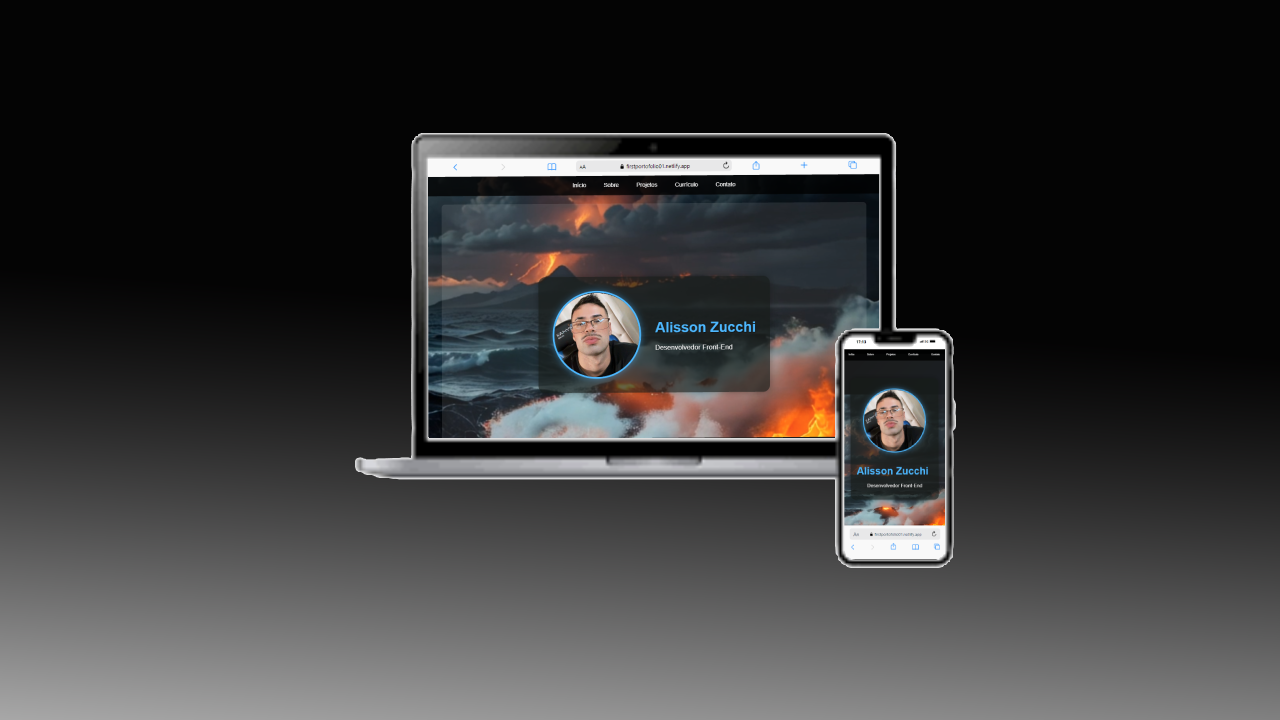 AA firstportofolio01.netlify.app
Início Sobre Projetos Currículo Contato
Alisson Zucchi
Desenvolvedor Front-End
17:13
Início Sobre Projetos Currículo Contato
Alisson Zucchi
Desenvolvedor Front-End
AA firstportofolio01.netlify.app